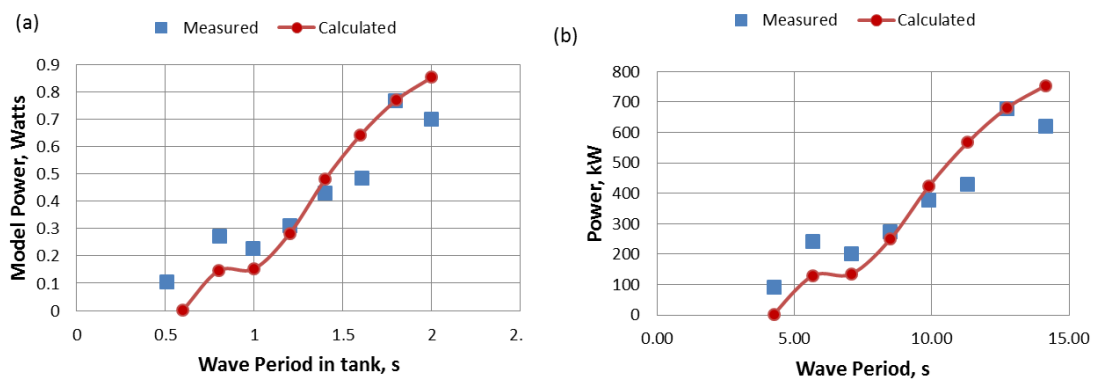 (a)
Measured Calculated
Model Power, Watts
0.9
0.8
0.7
0.6
0.5
0.4
0.3
0.2
0.1
0
0 0.5 1 1.5 2 2.
Wave Period in tank, s
(b)
Measured Calculated
Power, kW
800
700
600
500
400
300
200
100
0
0.00 5.00 10.00 15.00
Wave Period, s